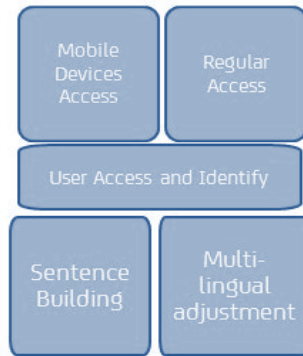 Mobile
Devices
Access
Regular
Access
User Access and Identify
Sentence
Building
Multi-
lingual
adjustment